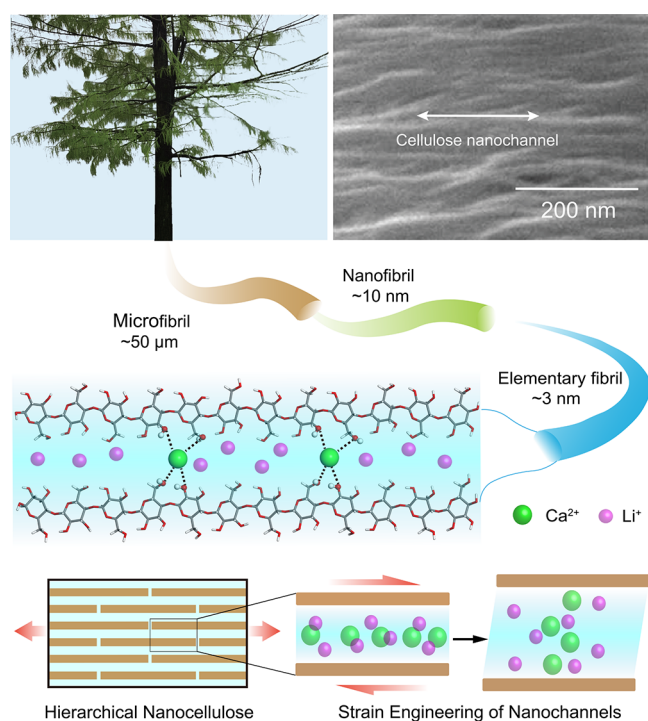 Cellulose nanochannel
200 nm
Nanofibril
~10 nm
Microfibril
~50 μm
Elementary fibril
~3 nm
Ca²⁺
Li⁺
Hierarchical Nanocellulose
Strain Engineering of Nanochannels